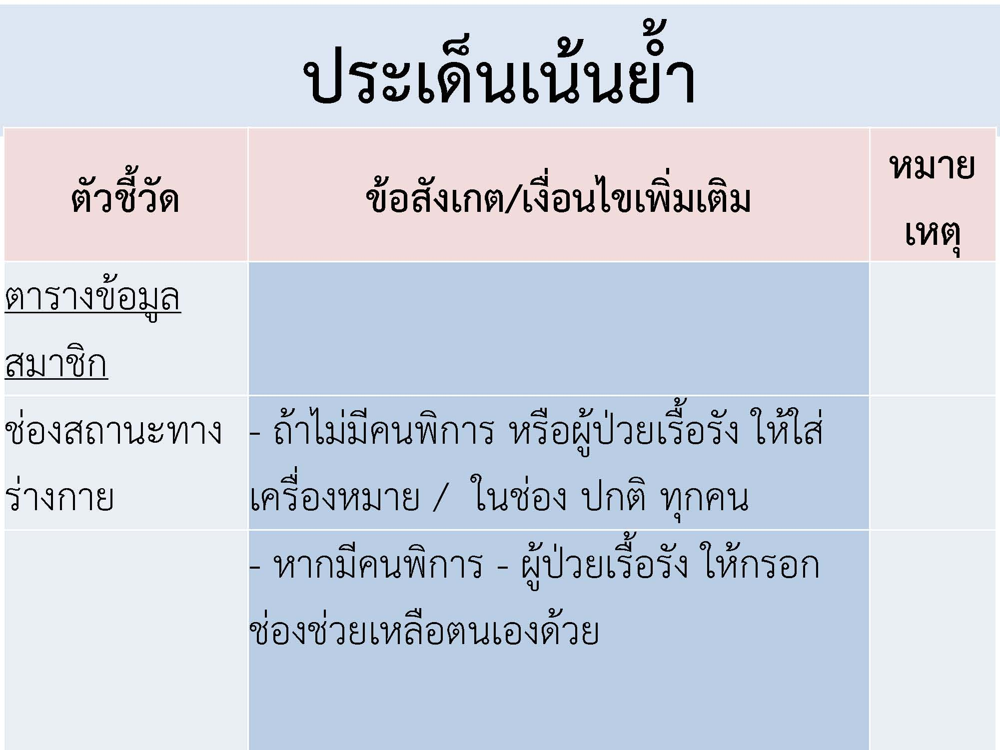 ประเด็นเน้นย้ำ
ตัวชี้วัด
ข้อสังเกต/เงื่อนไขเพิ่มเติม
หมาย
เหตุ
ตารางข้อมูล
สมาชิก
ช่องสถานะทาง
ร่างกาย
- ถ้าไม่มีคนพิการ หรือผู้ป่วยเรื้อรัง ให้ใส่
เครื่องหมาย / ในช่อง ปกติ ทุกคน
- หากมีคนพิการ - ผู้ป่วยเรื้อรัง ให้กรอก
ช่องช่วยเหลือตนเองด้วย